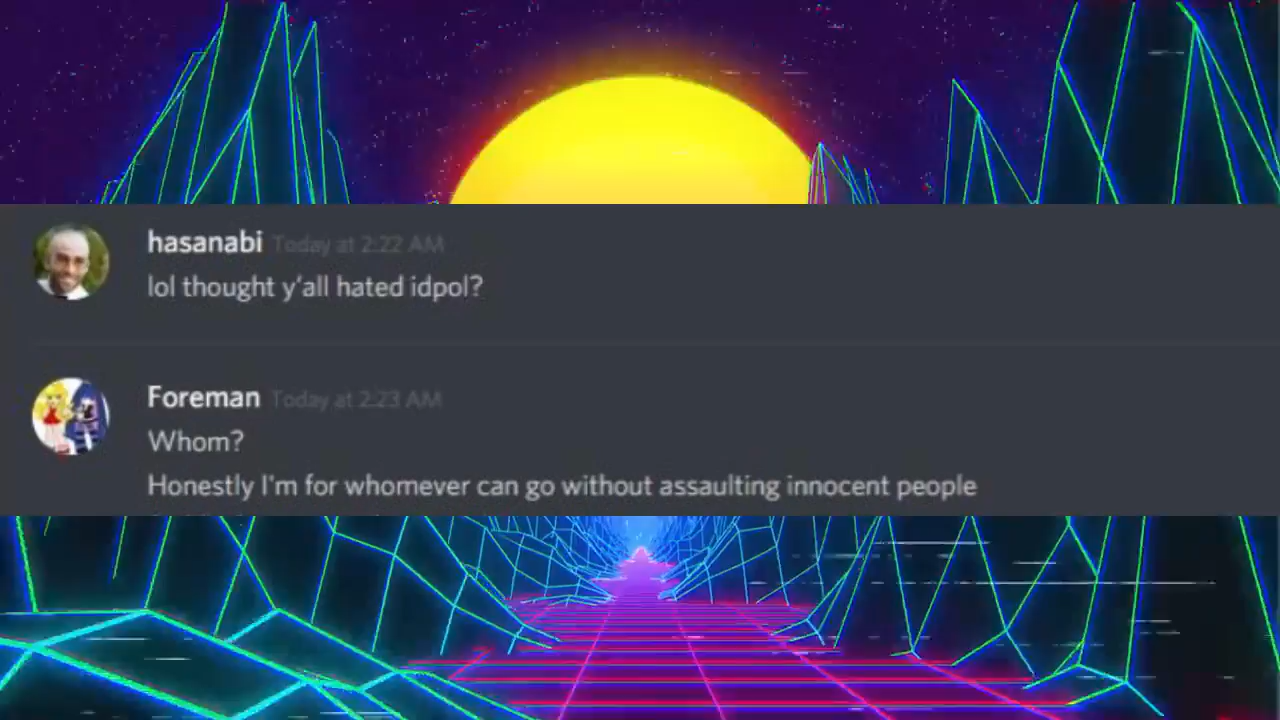 hasanabi Today at 2:22 AM
lol thought y'all hated idpol?
Foreman Today at 2:23 AM
Whom?
Honestly I'm for whomever can go without assaulting innocent people